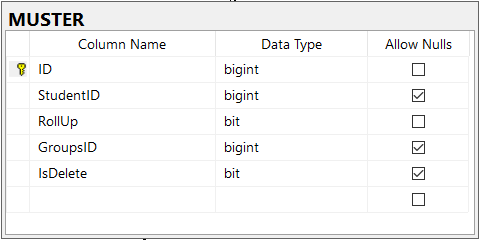 MUSTER
Column Name Data Type Allow Nulls
ID bigint
StudentID bigint
RollUp bit
GroupsID bigint
IsDelete bit